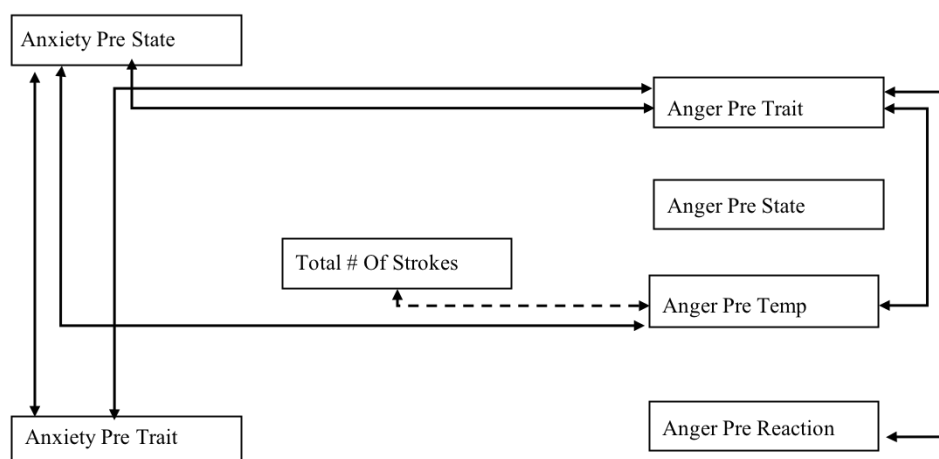 Anxiety Pre State
Anger Pre Trait
Anger Pre State
Total # Of Strokes
Anger Pre Temp
Anger Pre Reaction
Anxiety Pre Trait